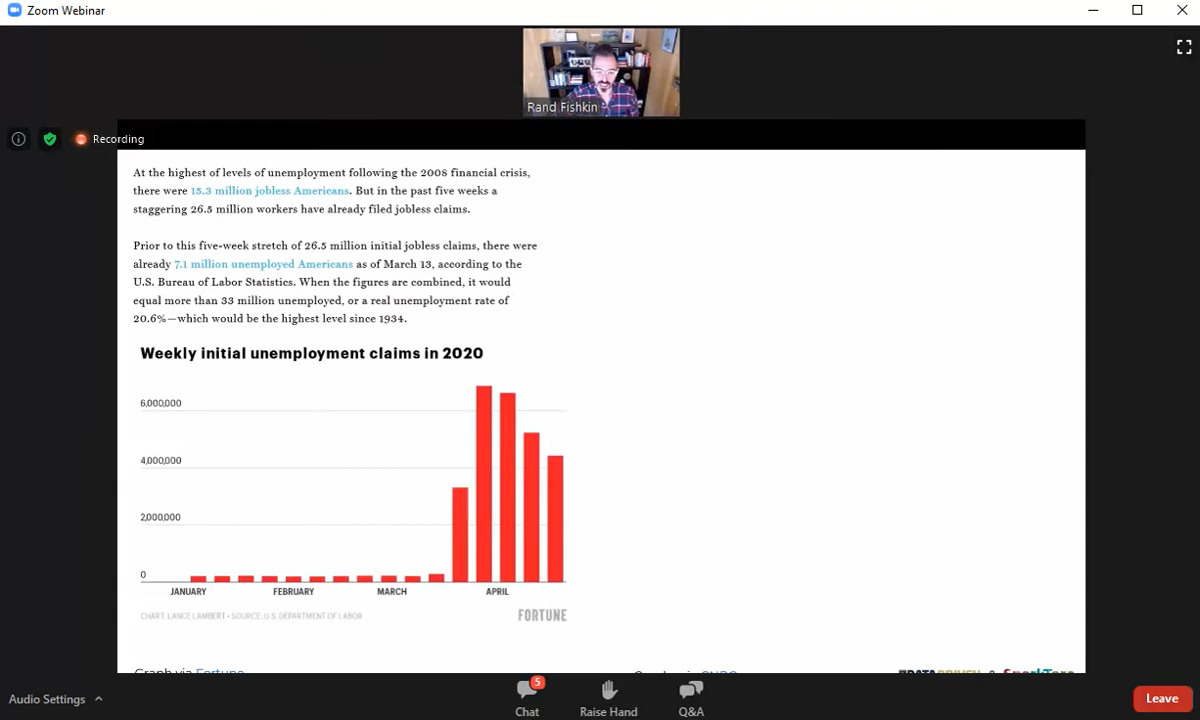 Zoom Webinar
Rand Fishkin
Recording
At the highest of levels of unemployment following the 2008 financial crisis,
there were 15.3 million jobless Americans. But in the past five weeks a
staggering 26.5 million workers have already filed jobless claims.
Prior to this five-week stretch of 26.5 million initial jobless claims, there were
already 7.1 million unemployed Americans as of March 13, according to the
U.S. Bureau of Labor Statistics. When the figures are combined, it would
equal more than 33 million unemployed, or a real unemployment rate of
20.6%—which would be the highest level since 1934.
Weekly initial unemployment claims in 2020
6,000,000
4,000,000
2,000,000
0
JANUARY FEBRUARY MARCH APRIL
CHART: LANCE LAMBERT • SOURCE: U.S. DEPARTMENT OF LABOR FORTUNE
Graph via Fortune
Audio Settings
5
Chat Raise Hand Q&A
Leave